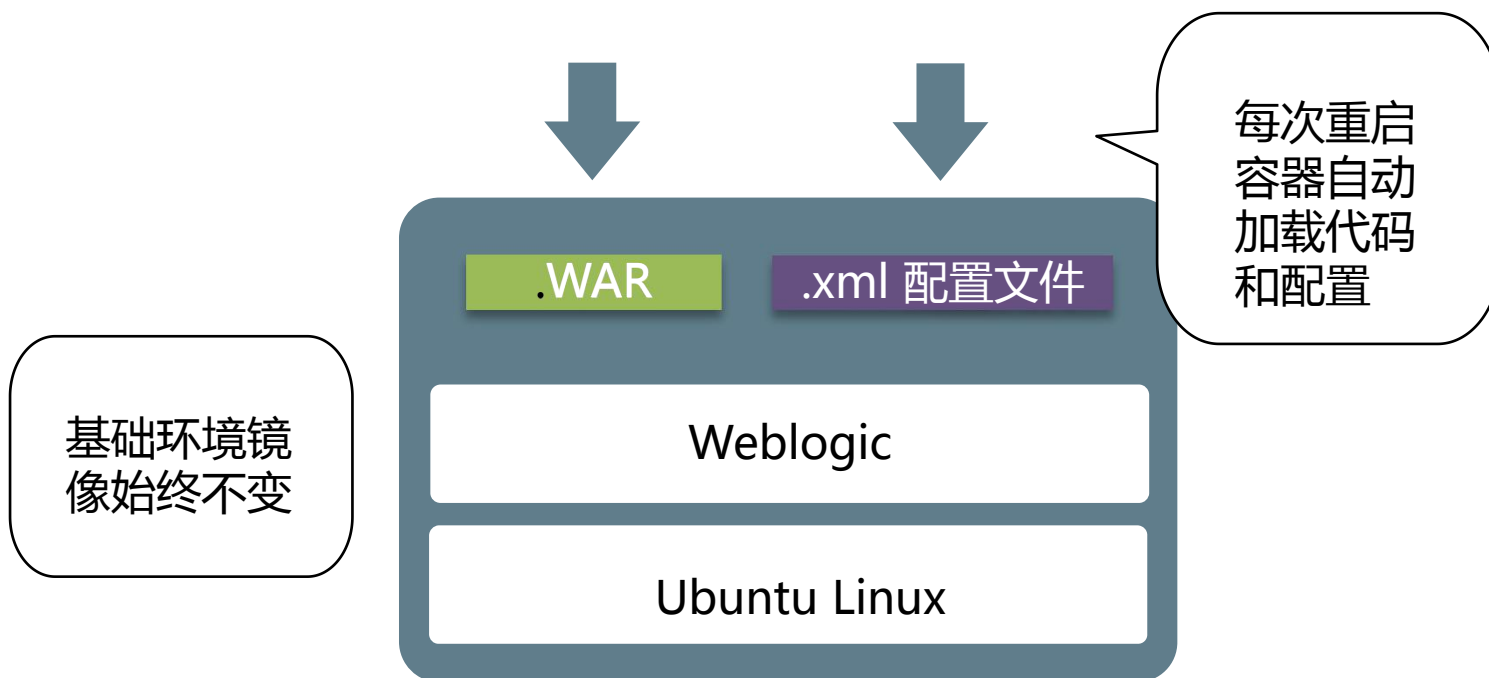 每次重启
容器自动
加载代码
和配置
.WAR
.xml 配置文件
基础环境镜
像始终不变
Weblogic
Ubuntu Linux